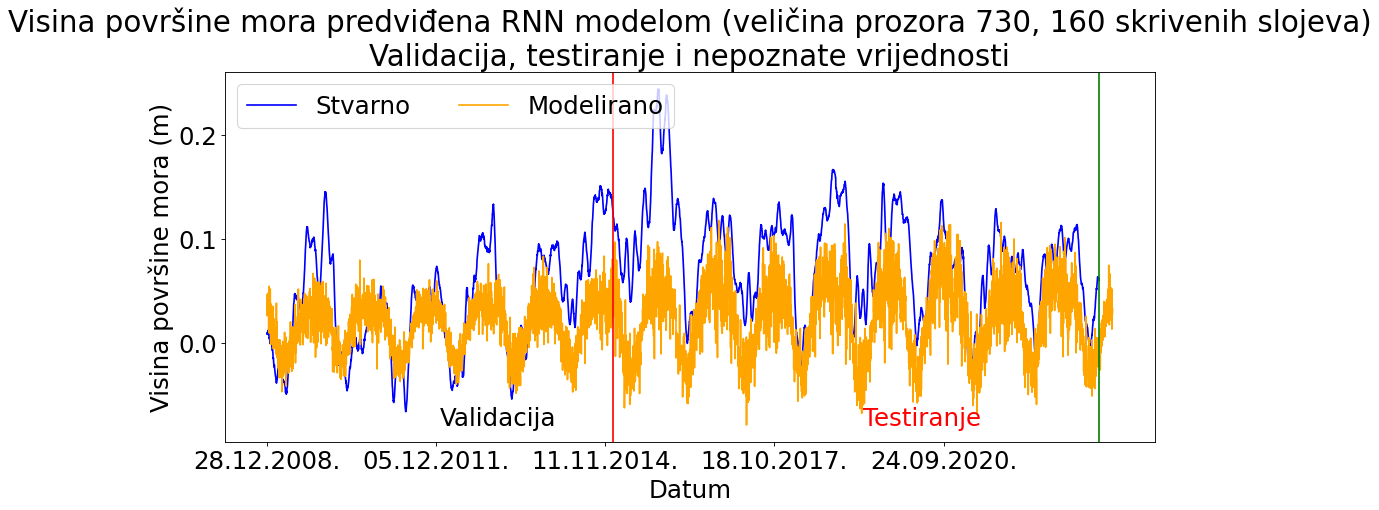 Visina površine mora predviđena RNN modelom (veličina prozora 730, 160 skrivenih slojeva)
Validacija, testiranje i nepoznate vrijednosti
Stvarno
Modelirano
Visina površine mora (m)
0.2
0.1
0.0
Validacija
Testiranje
28.12.2008.
05.12.2011.
11.11.2014.
18.10.2017.
24.09.2020.
Datum